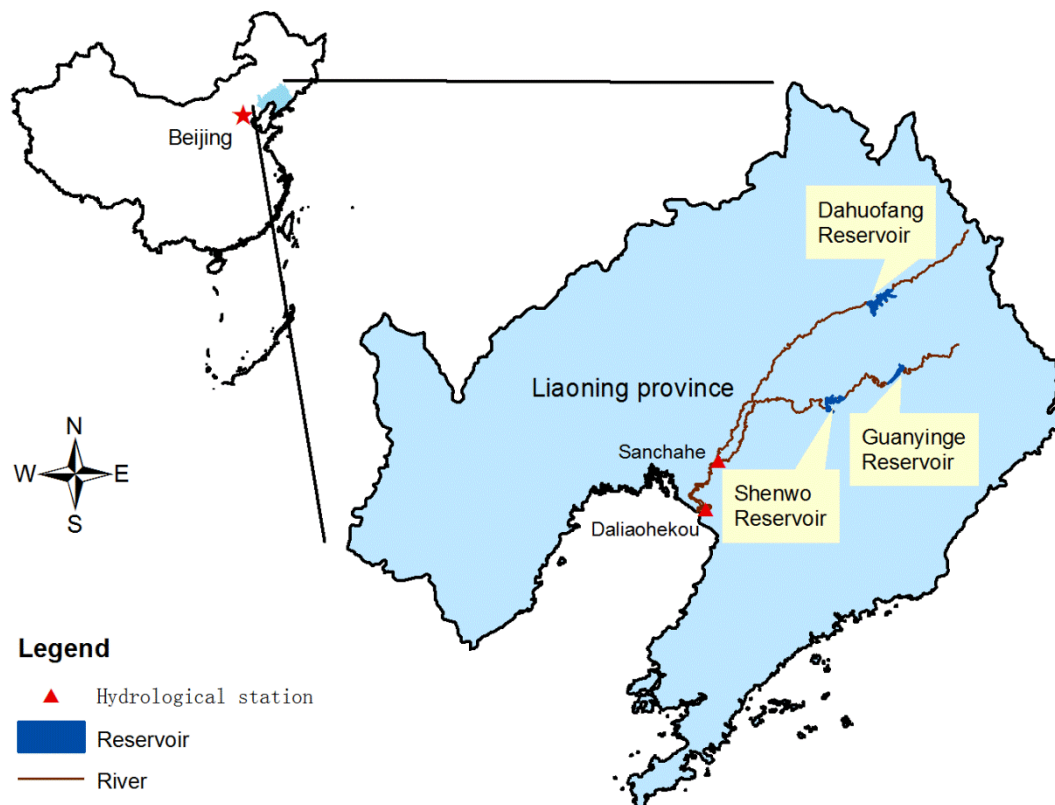 Beijing
Dahuofang
Reservoir
Liaoning province
Guanyinge
Reservoir
Sanchahe
Shenwo
Reservoir
Daliaohekou
N
W
E
S
Legend
Hydrological station
Reservoir
River